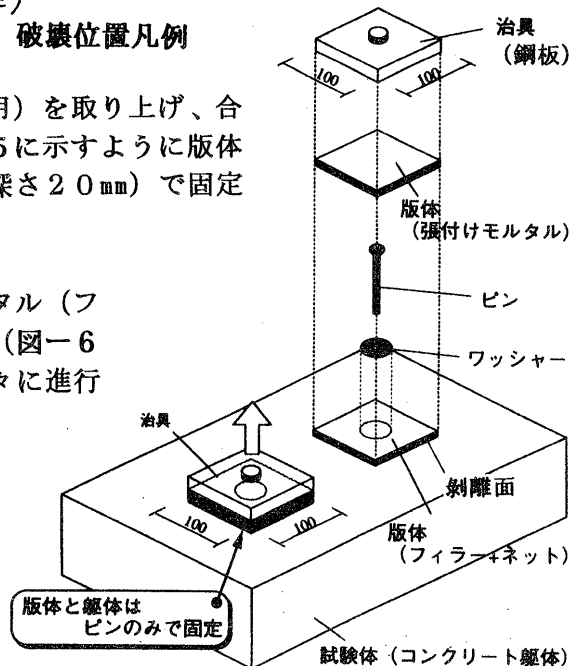 破壊位置凡例
用）を取り上げ、合
5に示すように版体
深さ２０㎜）で固定
タル（フ
（図ー６
々に進行
治具
（鋼板）
100
100
版体
（張付けモルタル）
ピン
ワッシャー
治具
剝離面
100
100
版体
（フィラー+ネット）
版体と躯体は
ピンのみで固定
試験体（コンクリート躯体）